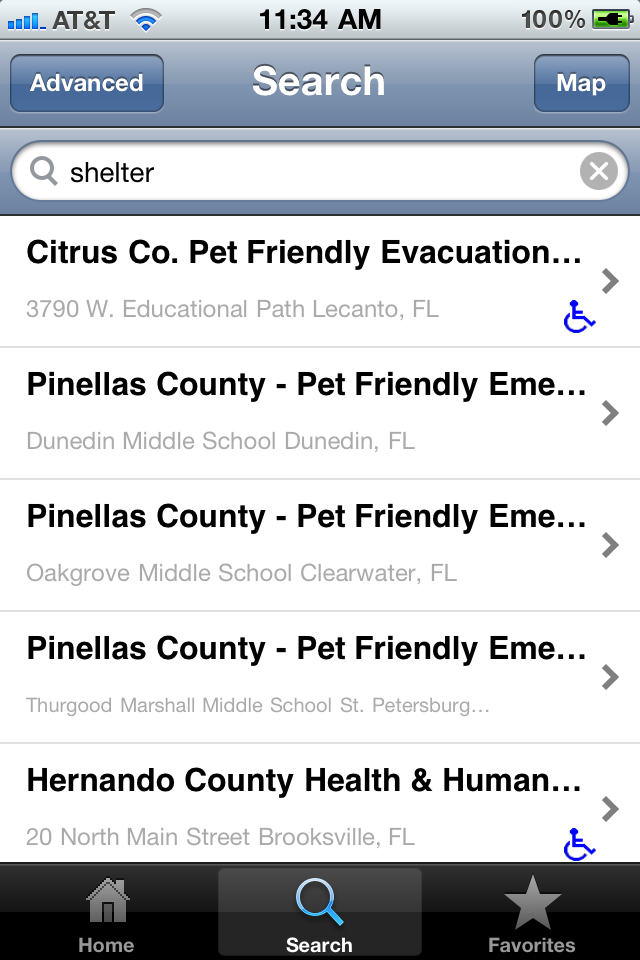 AT&T 11:34 AM 100%
Advanced Search Map
shelter
Citrus Co. Pet Friendly Evacuation...
3790 W. Educational Path Lecanto, FL
Pinellas County - Pet Friendly Eme...
Dunedin Middle School Dunedin, FL
Pinellas County - Pet Friendly Eme...
Oakgrove Middle School Clearwater, FL
Pinellas County - Pet Friendly Eme...
Thurgood Marshall Middle School St. Petersburg...
Hernando County Health & Human...
20 North Main Street Brooksville, FL
Home Search Favorites